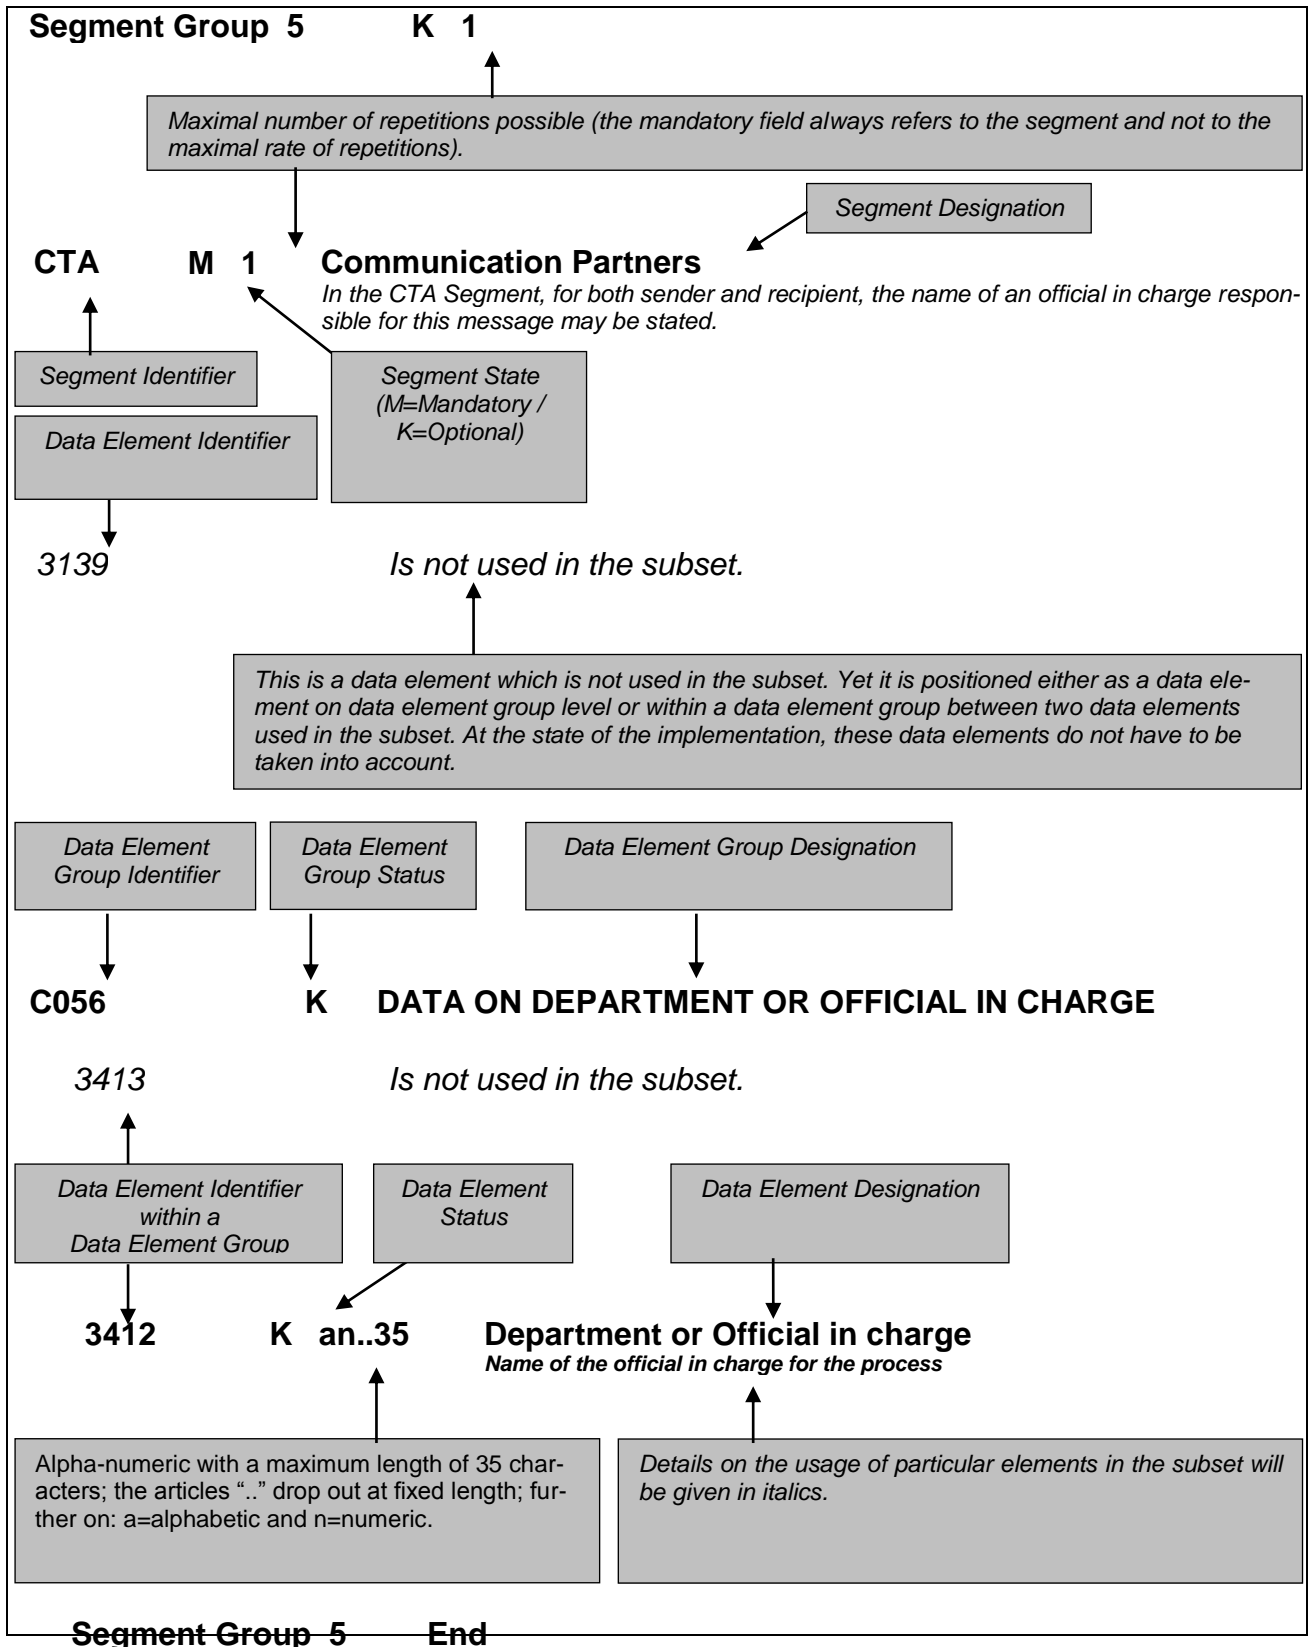 Segment Group 5 K 1
Maximal number of repetitions possible (the mandatory field always refers to the segment and not to the
maximal rate of repetitions).
Segment Designation
CTA M 1 Communication Partners
In the CTA Segment, for both sender and recipient, the name of an official in charge respon-
sible for this message may be stated.
Segment Identifier
Segment State
(M=Mandatory /
K=Optional)
Data Element Identifier
3139 Is not used in the subset.
This is a data element which is not used in the subset. Yet it is positioned either as a data ele-
ment on data element group level or within a data element group between two data elements
used in the subset. At the state of the implementation, these data elements do not have to be
taken into account.
Data Element
Group Identifier
Data Element
Group Status
Data Element Group Designation
C056 K DATA ON DEPARTMENT OR OFFICIAL IN CHARGE
3413 Is not used in the subset.
Data Element Identifier
within a
Data Element Group
Data Element
Status
Data Element Designation
3412 K an..35 Department or Official in charge
Name of the official in charge for the process
Alpha-numeric with a maximum length of 35 char-
acters; the articles “..” drop out at fixed length; fur-
ther on: a=alphabetic and n=numeric.
Details on the usage of particular elements in the subset will
be given in italics.
Segment Group 5 End